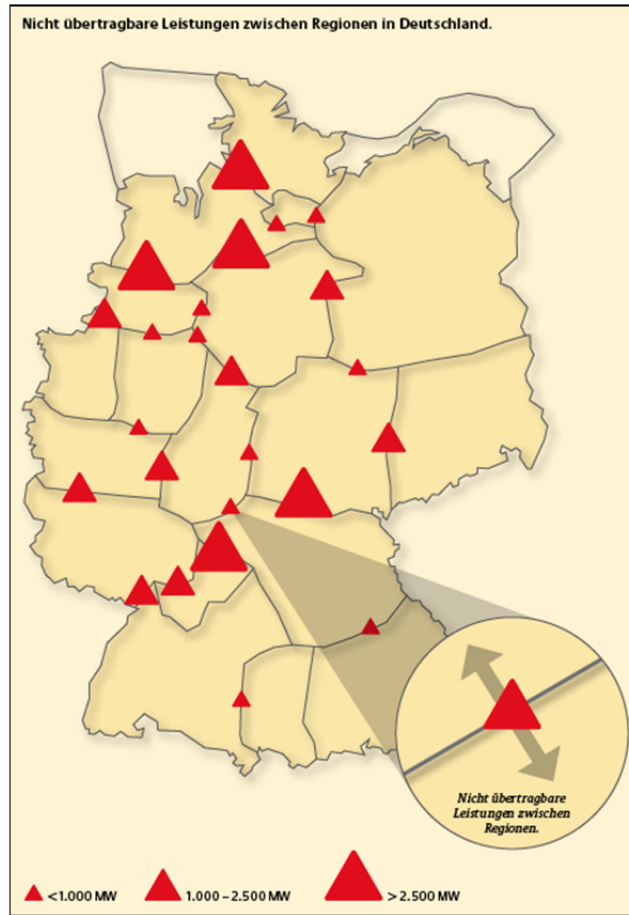 Nicht übertragbare Leistungen zwischen Regionen in Deutschland.
Nicht übertragbare
Leistungen zwischen
Regionen.
<1.000 MW
1.000 – 2.500 MW
> 2.500 MW